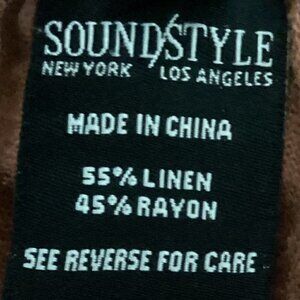 SOUND/STYLE
NEW YORK LOS ANGELES
MADE IN CHINA
55% LINEN
45% RAYON
SEE REVERSE FOR CARE